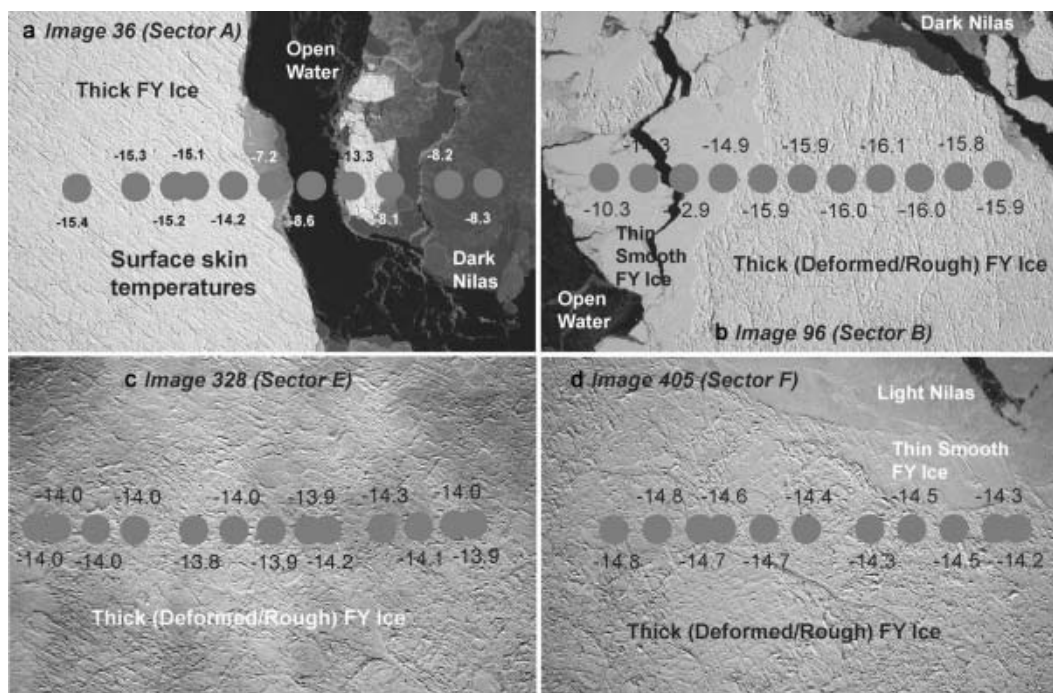 a Image 36 (Sector A)
Open
Water
Thick FY Ice
-15.3 -15.1 -7.2 -13.3 -8.2
-15.4 -15.2 -14.2 -8.6 -8.1 -8.3
Surface skin
temperatures
Dark
Nilas
Dark Nilas
-14.9 -15.9 -16.1 -15.8
-10.3 -15.9 -16.0 -16.0 -15.9
Thin
Smooth
FY Ice
Thick (Deformed/Rough) FY Ice
Open
Water
b Image 96 (Sector B)
c Image 328 (Sector E)
-14.0 -14.0 -14.0 -13.9 -14.3 -14.0
-14.0 -14.0 -13.8 -13.9 -14.2 -14.1 -13.9
Thick (Deformed/Rough) FY Ice
d Image 405 (Sector F)
Light Nilas
Thin Smooth
FY Ice
-14.8 -14.6 -14.4 -14.5 -14.3
-14.8 -14.7 -14.7 -14.3 -14.5 -14.2
Thick (Deformed/Rough) FY Ice